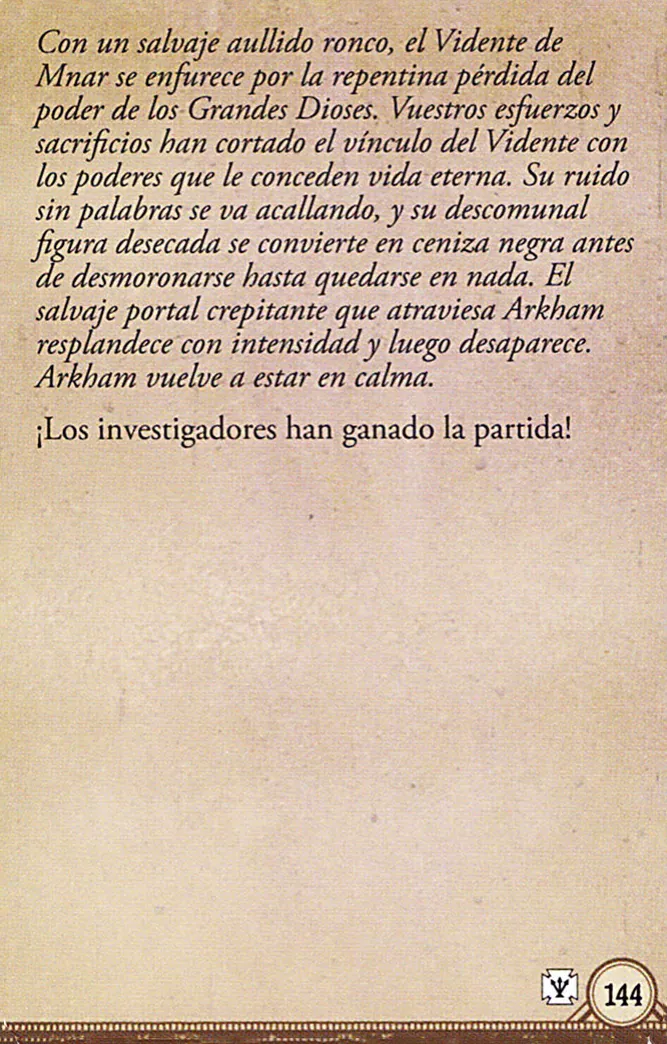 Con un salvaje aullido ronco, el Vidente de
Mnar se enfurece por la repentina pérdida del
poder de los Grandes Dioses. Vuestros esfuerzos y
sacrificios han cortado el vínculo del Vidente con
los poderes que le conceden vida eterna. Su ruido
sin palabras se va acallando, y su descomunal
figura desecada se convierte en ceniza negra antes
de desmoronarse hasta quedarse en nada. El
salvaje portal crepitante que atraviesa Arkham
resplandece con intensidad y luego desaparece.
Arkham vuelve a estar en calma.
¡Los investigadores han ganado la partida!
144